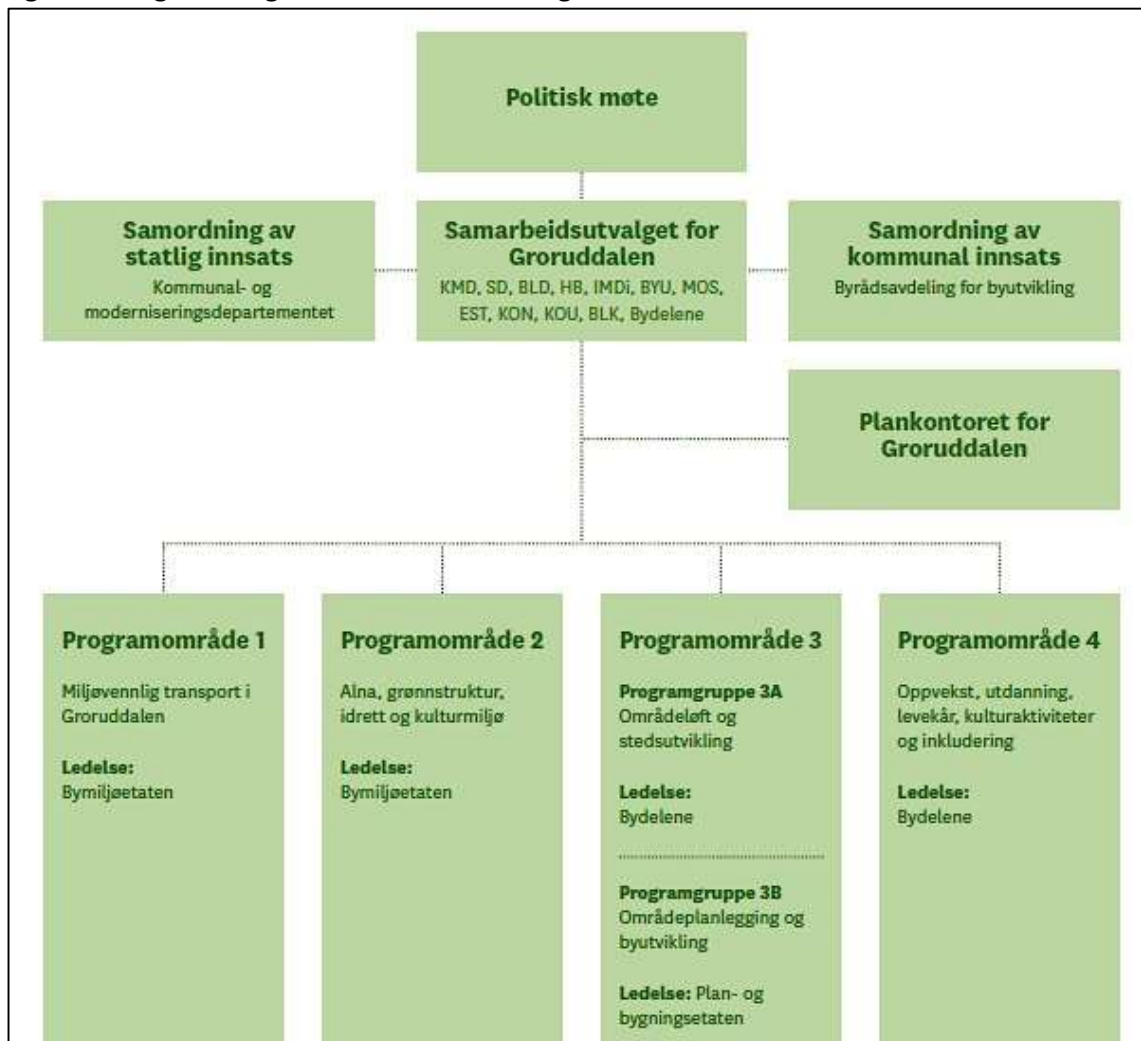 Politisk møte
Samordning av
statlig innsats
Kommunal- og
moderniseringsdepartementet
Samarbeidsutvalget for
Groruddalen
KMD, SD, BLD, HB, IMDi, BYU, MOS,
EST, KON, KOU, BLK, Bydelene
Samordning av
kommunal innsats
Byrådsavdeling for byutvikling
Plankontoret for
Groruddalen
Programområde 1
Miljøvennlig transport i
Groruddalen
Ledelse:
Bymiljøetaten
Programområde 2
Alna, grønnstruktur,
idrett og kulturmiljø
Ledelse:
Bymiljøetaten
Programområde 3
Programgruppe 3A
Områdeløft og
stedsutvikling
Ledelse:
Bydelene
Programgruppe 3B
Områdeplanlegging og
byutvikling
Ledelse: Plan- og
bygningsetaten
Programområde 4
Oppvekst, utdanning,
levekår, kulturaktiviteter
og inkludering
Ledelse:
Bydelene